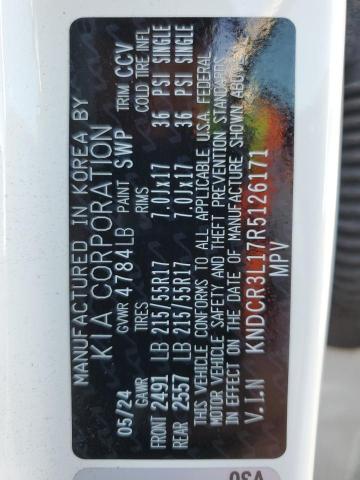 MANUFACTURED IN KOREA BY
KIA CORPORATION
05/24 GVWR 4784LB PAINT SWP TRIM CCV
GAWR TIRES RIMS COLD TIRE INFL
FRONT 2491 LB 215/55R17 7.0Jx17 36 PSI SINGLE
REAR 2557 LB 215/55R17 7.0Jx17 36 PSI SINGLE
THIS VEHICLE CONFORMS TO ALL APPLICABLE U.S.A. FEDERAL
MOTOR VEHICLE SAFETY AND THEFT PREVENTION STANDARDS
IN EFFECT ON THE DATE OF MANUFACTURE SHOWN ABOVE.
V.I.N KNDCR3L17R5126171
MPV